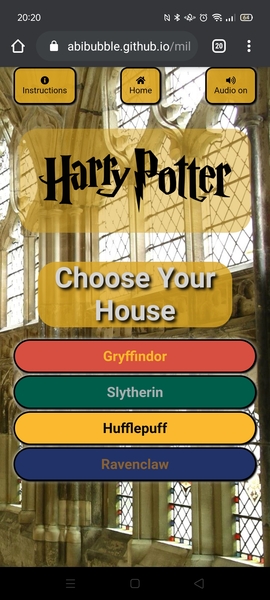 20:20
64
abibubble.github.io/mil
20
Instructions
Home
Audio on
Harry Potter
Choose Your
House
Gryffindor
Slytherin
Hufflepuff
Ravenclaw